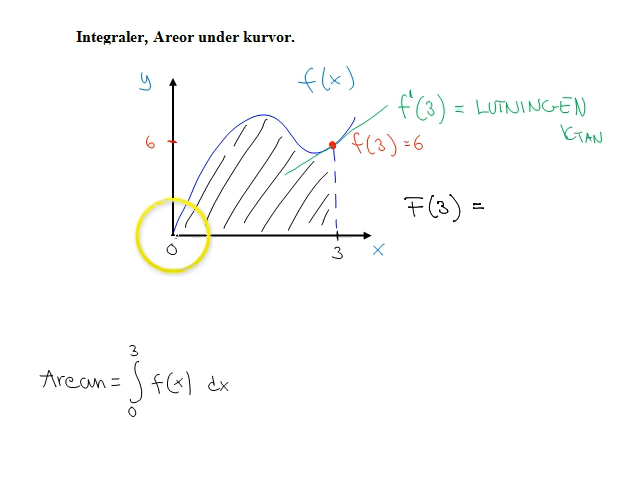 Integraler, Areor under kurvor.
y
f(x)
f'(3) = LUTNINGEN
KTAN
6
f(3)=6
F(3) =
0
3
x
Arean = ∫₀³ f(x) dx